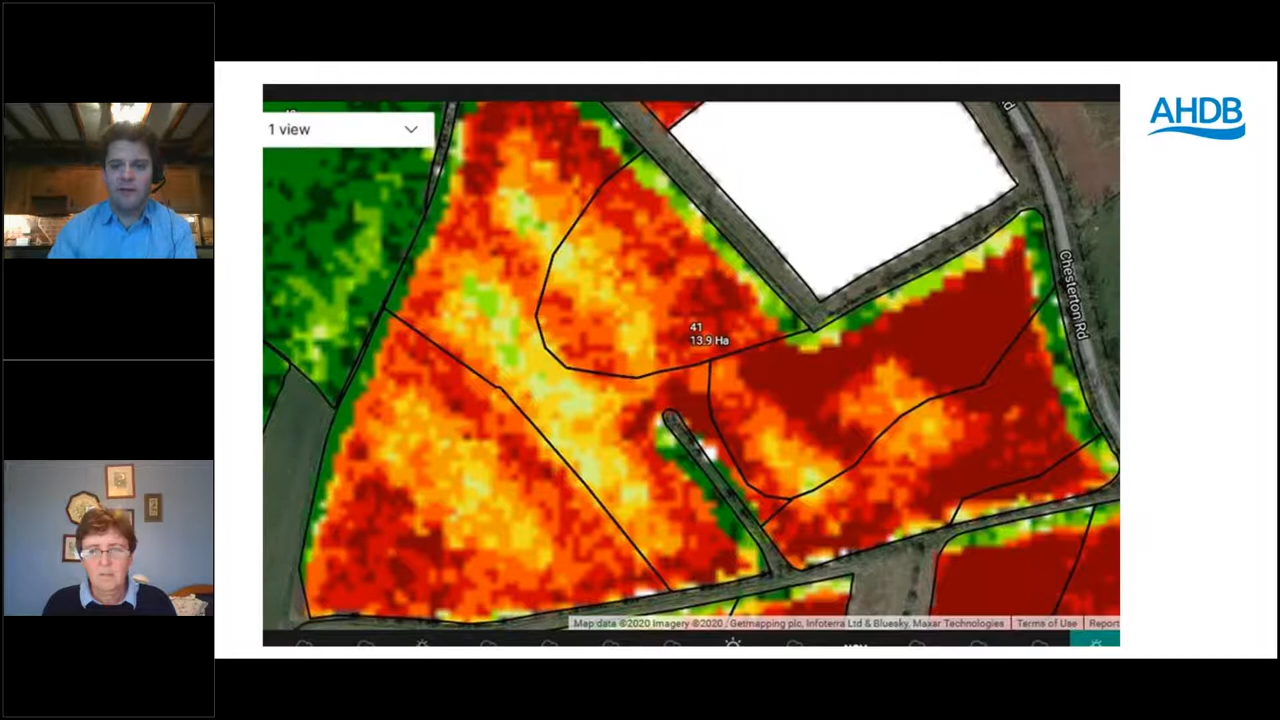 1 view
AHDB
41
13.9 Ha
Chesterton Rd
Map data ©2020 Imagery ©2020 , Getmapping plc, Infoterra Ltd & Bluesky, Maxar Technologies
Terms of Use
Report